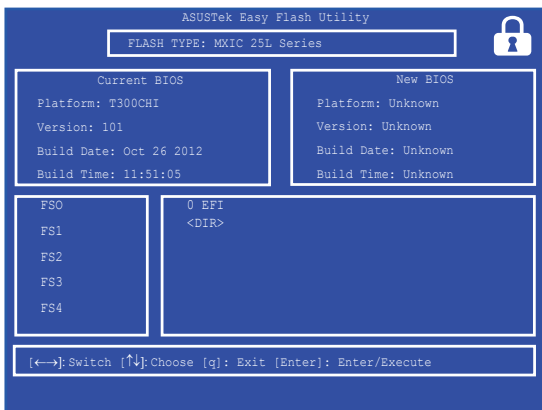 ASUSTek Easy Flash Utility
FLASH TYPE: MXIC 25L Series
Current BIOS
Platform: T300CHI
Version: 101
Build Date: Oct 26 2012
Build Time: 11:51:05
New BIOS
Platform: Unknown
Version: Unknown
Build Date: Unknown
Build Time: Unknown
FSO
FS1
FS2
FS3
FS4
0 EFI
<DIR>
[←→]: Switch [↑↓]: Choose [q]: Exit [Enter]: Enter/Execute